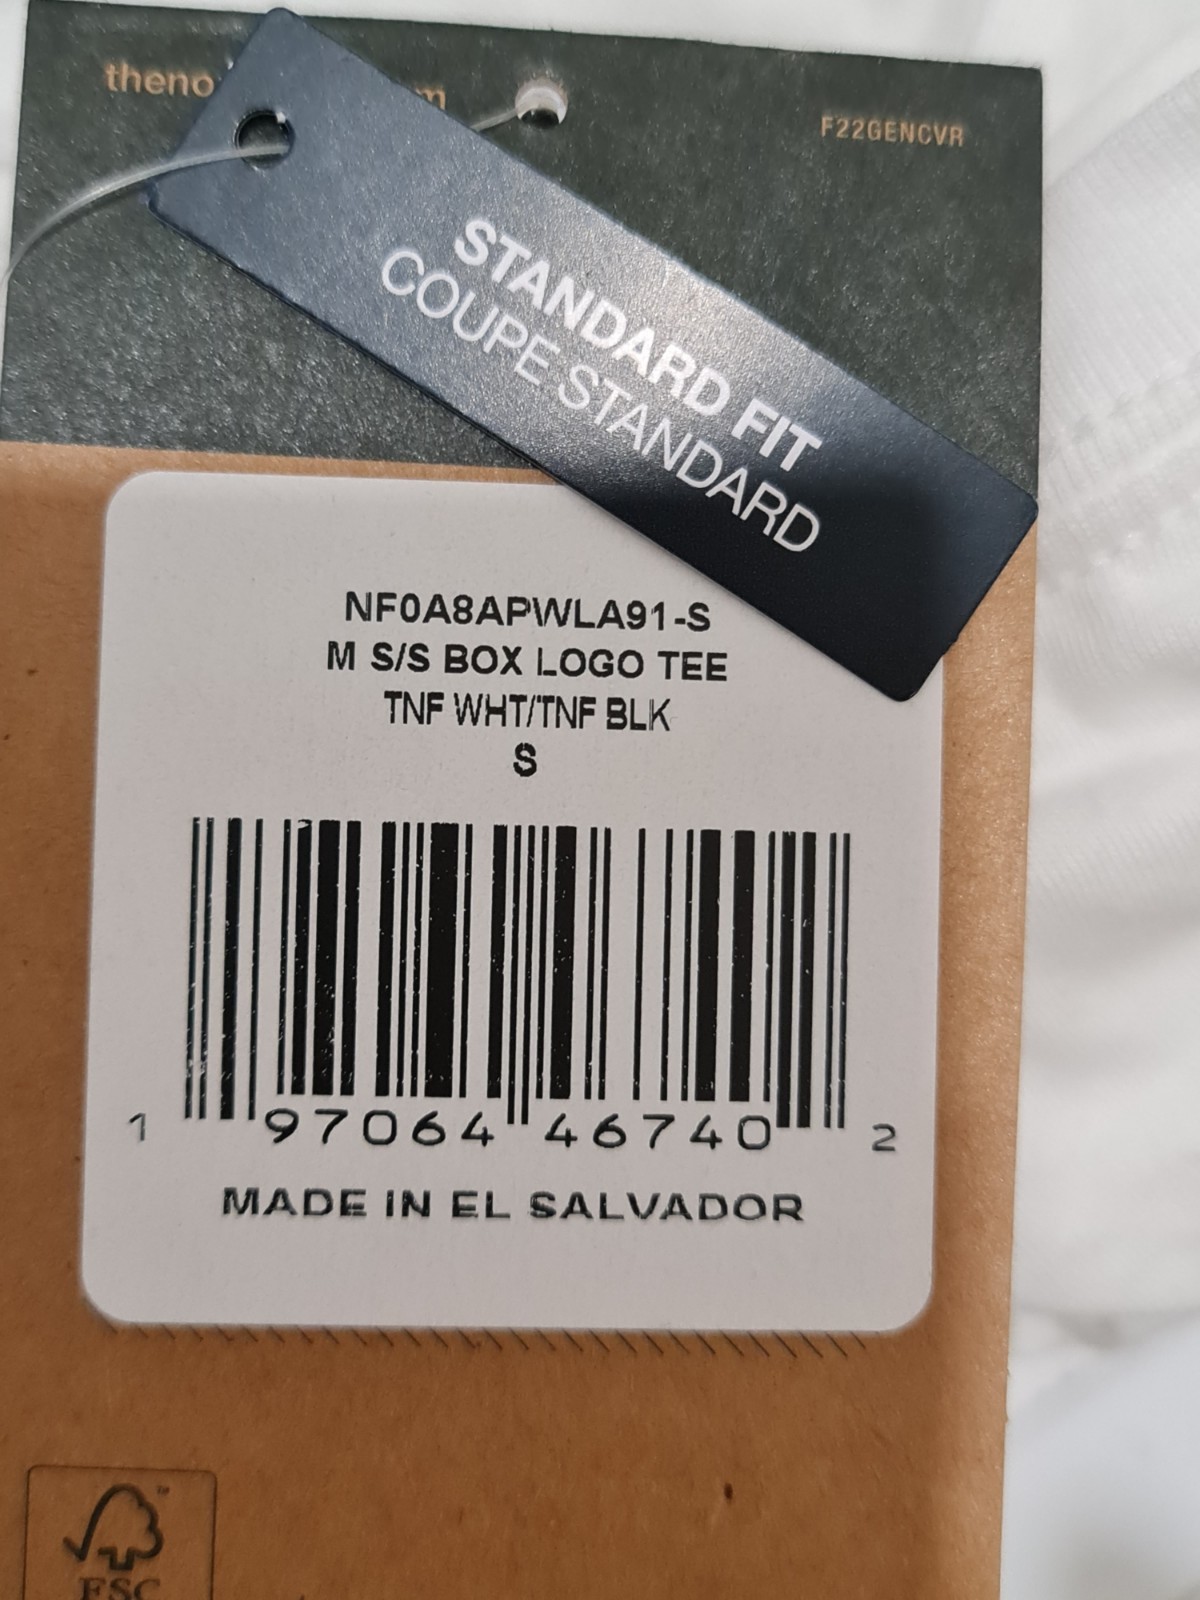 F22GENCVR
STANDARD FIT
COUPE STANDARD
NF0A8APWLA91-S
M S/S BOX LOGO TEE
TNF WHT/TNF BLK
S
1 97064 46740 2
MADE IN EL SALVADOR
FSC